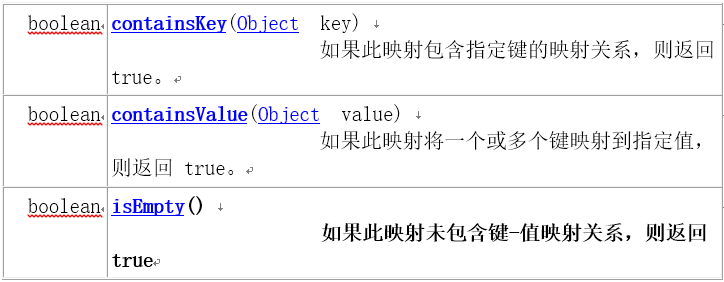 boolean containsKey(Object key)
如果此映射包含指定键的映射关系，则返回
true。
boolean containsValue(Object value)
如果此映射将一个或多个键映射到指定值，
则返回 true。
boolean isEmpty()
如果此映射未包含键-值映射关系，则返回
true